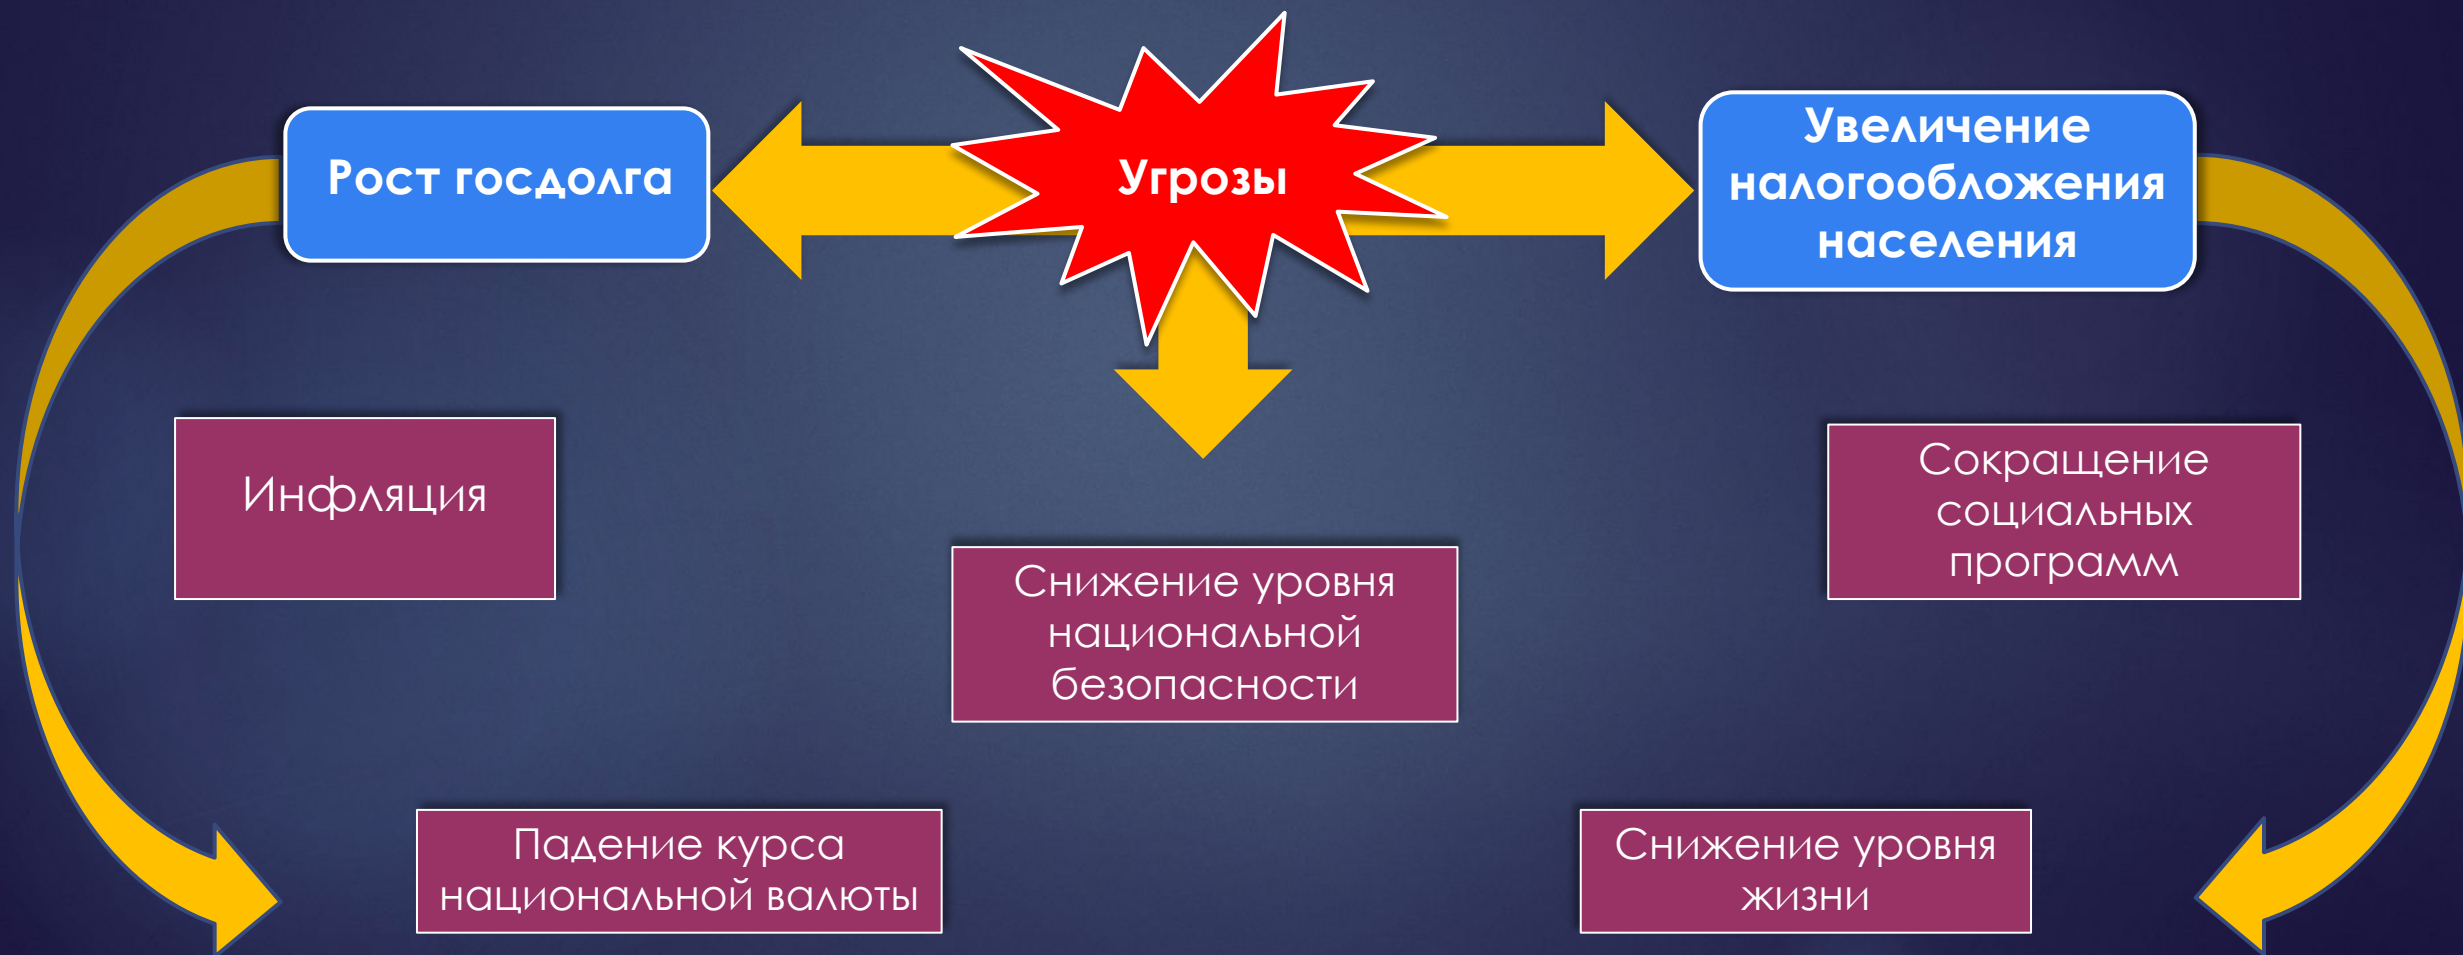 Рост госдолга
Угрозы
Увеличение
налогообложения
населения
Инфляция
Сокращение
социальных
программ
Снижение уровня
национальной
безопасности
Падение курса
национальной валюты
Снижение уровня
жизни